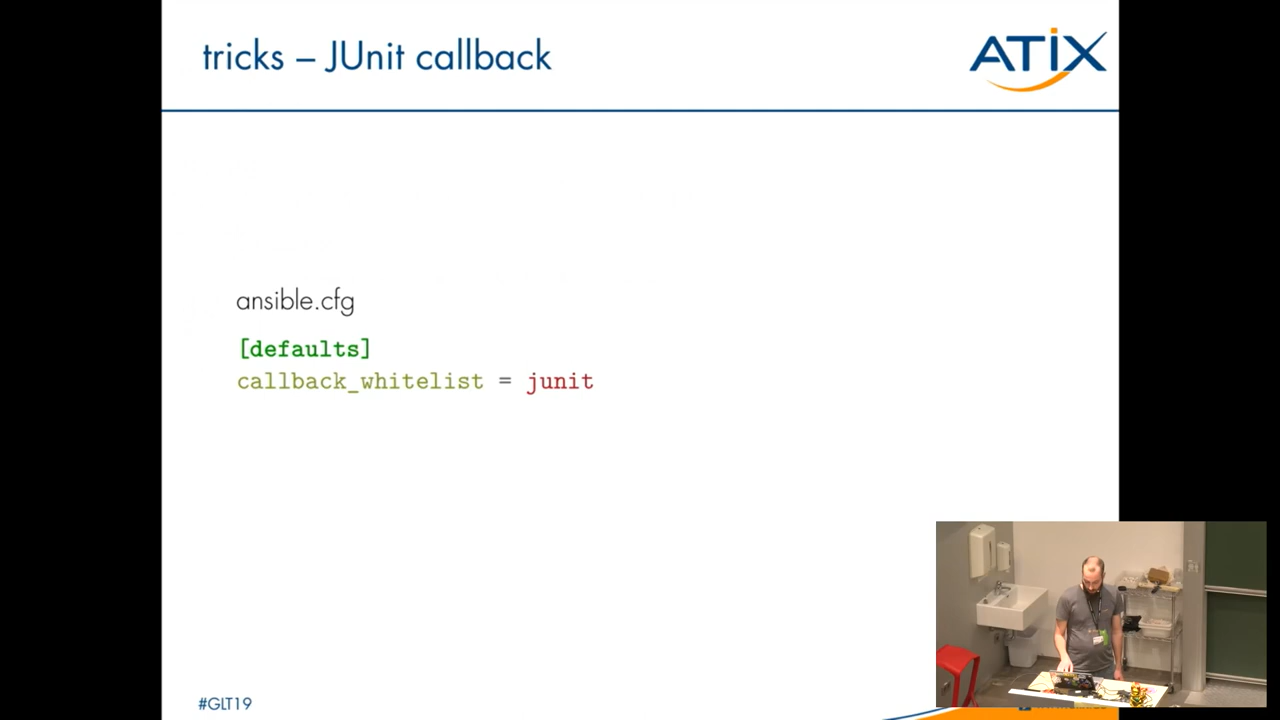 tricks – JUnit callback
ATIX
ansible.cfg
[defaults]
callback_whitelist = junit
#GLT19